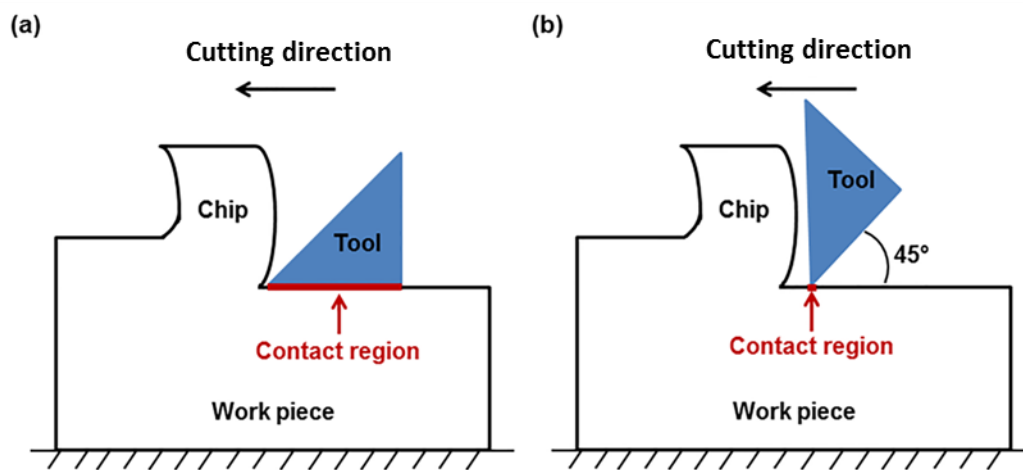 (a)
Cutting direction
Chip
Tool
Contact region
Work piece
(b)
Cutting direction
Tool
Chip
45°
Contact region
Work piece